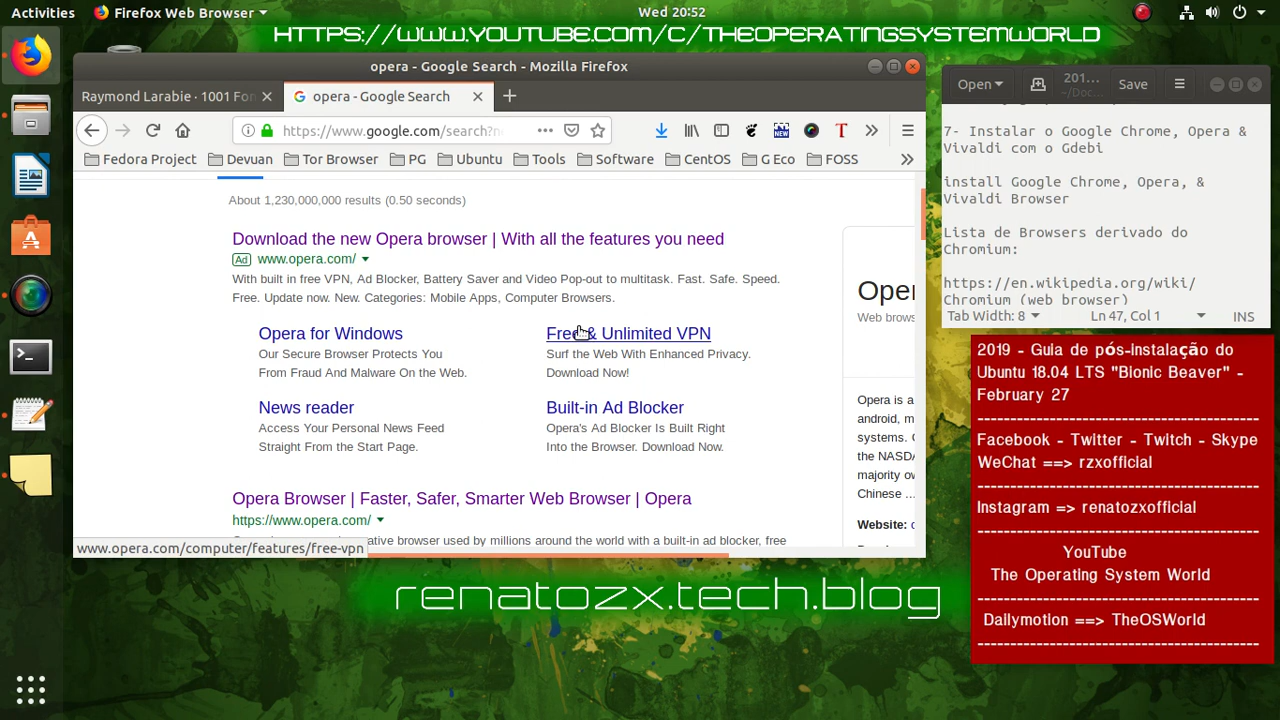 Activities
Firefox Web Browser
Wed 20:52
HTTPS://WWW.YOUTUBE.COM/C/THEOPERATINGSYSTEMWORLD
opera - Google Search - Mozilla Firefox
Raymond Larabie · 1001 Fon
opera - Google Search
https://www.google.com/search?n
Fedora Project
Devuan
Tor Browser
PG
Ubuntu
Tools
Software
CentOS
G Eco
FOSS
About 1,230,000,000 results (0.50 seconds)
Download the new Opera browser | With all the features you need
Ad www.opera.com/
With built in free VPN, Ad Blocker, Battery Saver and Video Pop-out to multitask. Fast. Safe. Speed.
Free. Update now. New. Categories: Mobile Apps, Computer Browsers.
Opera for Windows
Our Secure Browser Protects You
From Fraud And Malware On the Web.
Free & Unlimited VPN
Surf the Web With Enhanced Privacy.
Download Now!
News reader
Access Your Personal News Feed
Straight From the Start Page.
Built-in Ad Blocker
Opera's Ad Blocker Is Built Right
Into the Browser. Download Now.
Opera Browser | Faster, Safer, Smarter Web Browser | Opera
https://www.opera.com/
browser used by millions around the world with a built-in ad blocker, free
www.opera.com/computer/features/free-vpn
Oper
Web brows
Opera is a
android, m
systems. O
the NASD
majority ow
Chinese ...
Website: o
Open
201...
~/Doc...
Save
7- Instalar o Google Chrome, Opera &
Vivaldi com o Gdebi
install Google Chrome, Opera, &
Vivaldi Browser
Lista de Browsers derivado do
Chromium:
https://en.wikipedia.org/wiki/
Chromium (web browser)
Tab Width: 8
Ln 47, Col 1
INS
2019 - Guia de pós-Instalação do
Ubuntu 18.04 LTS "Bionic Beaver" -
February 27
----------------------------------------
Facebook - Twitter - Twitch - Skype
WeChat ==> rzxofficial
----------------------------------------
Instagram => renatozxofficial
----------------------------------------
YouTube
The Operating System World
----------------------------------------
Dailymotion ==> TheOSWorld
----------------------------------------
renatozx.tech.blog